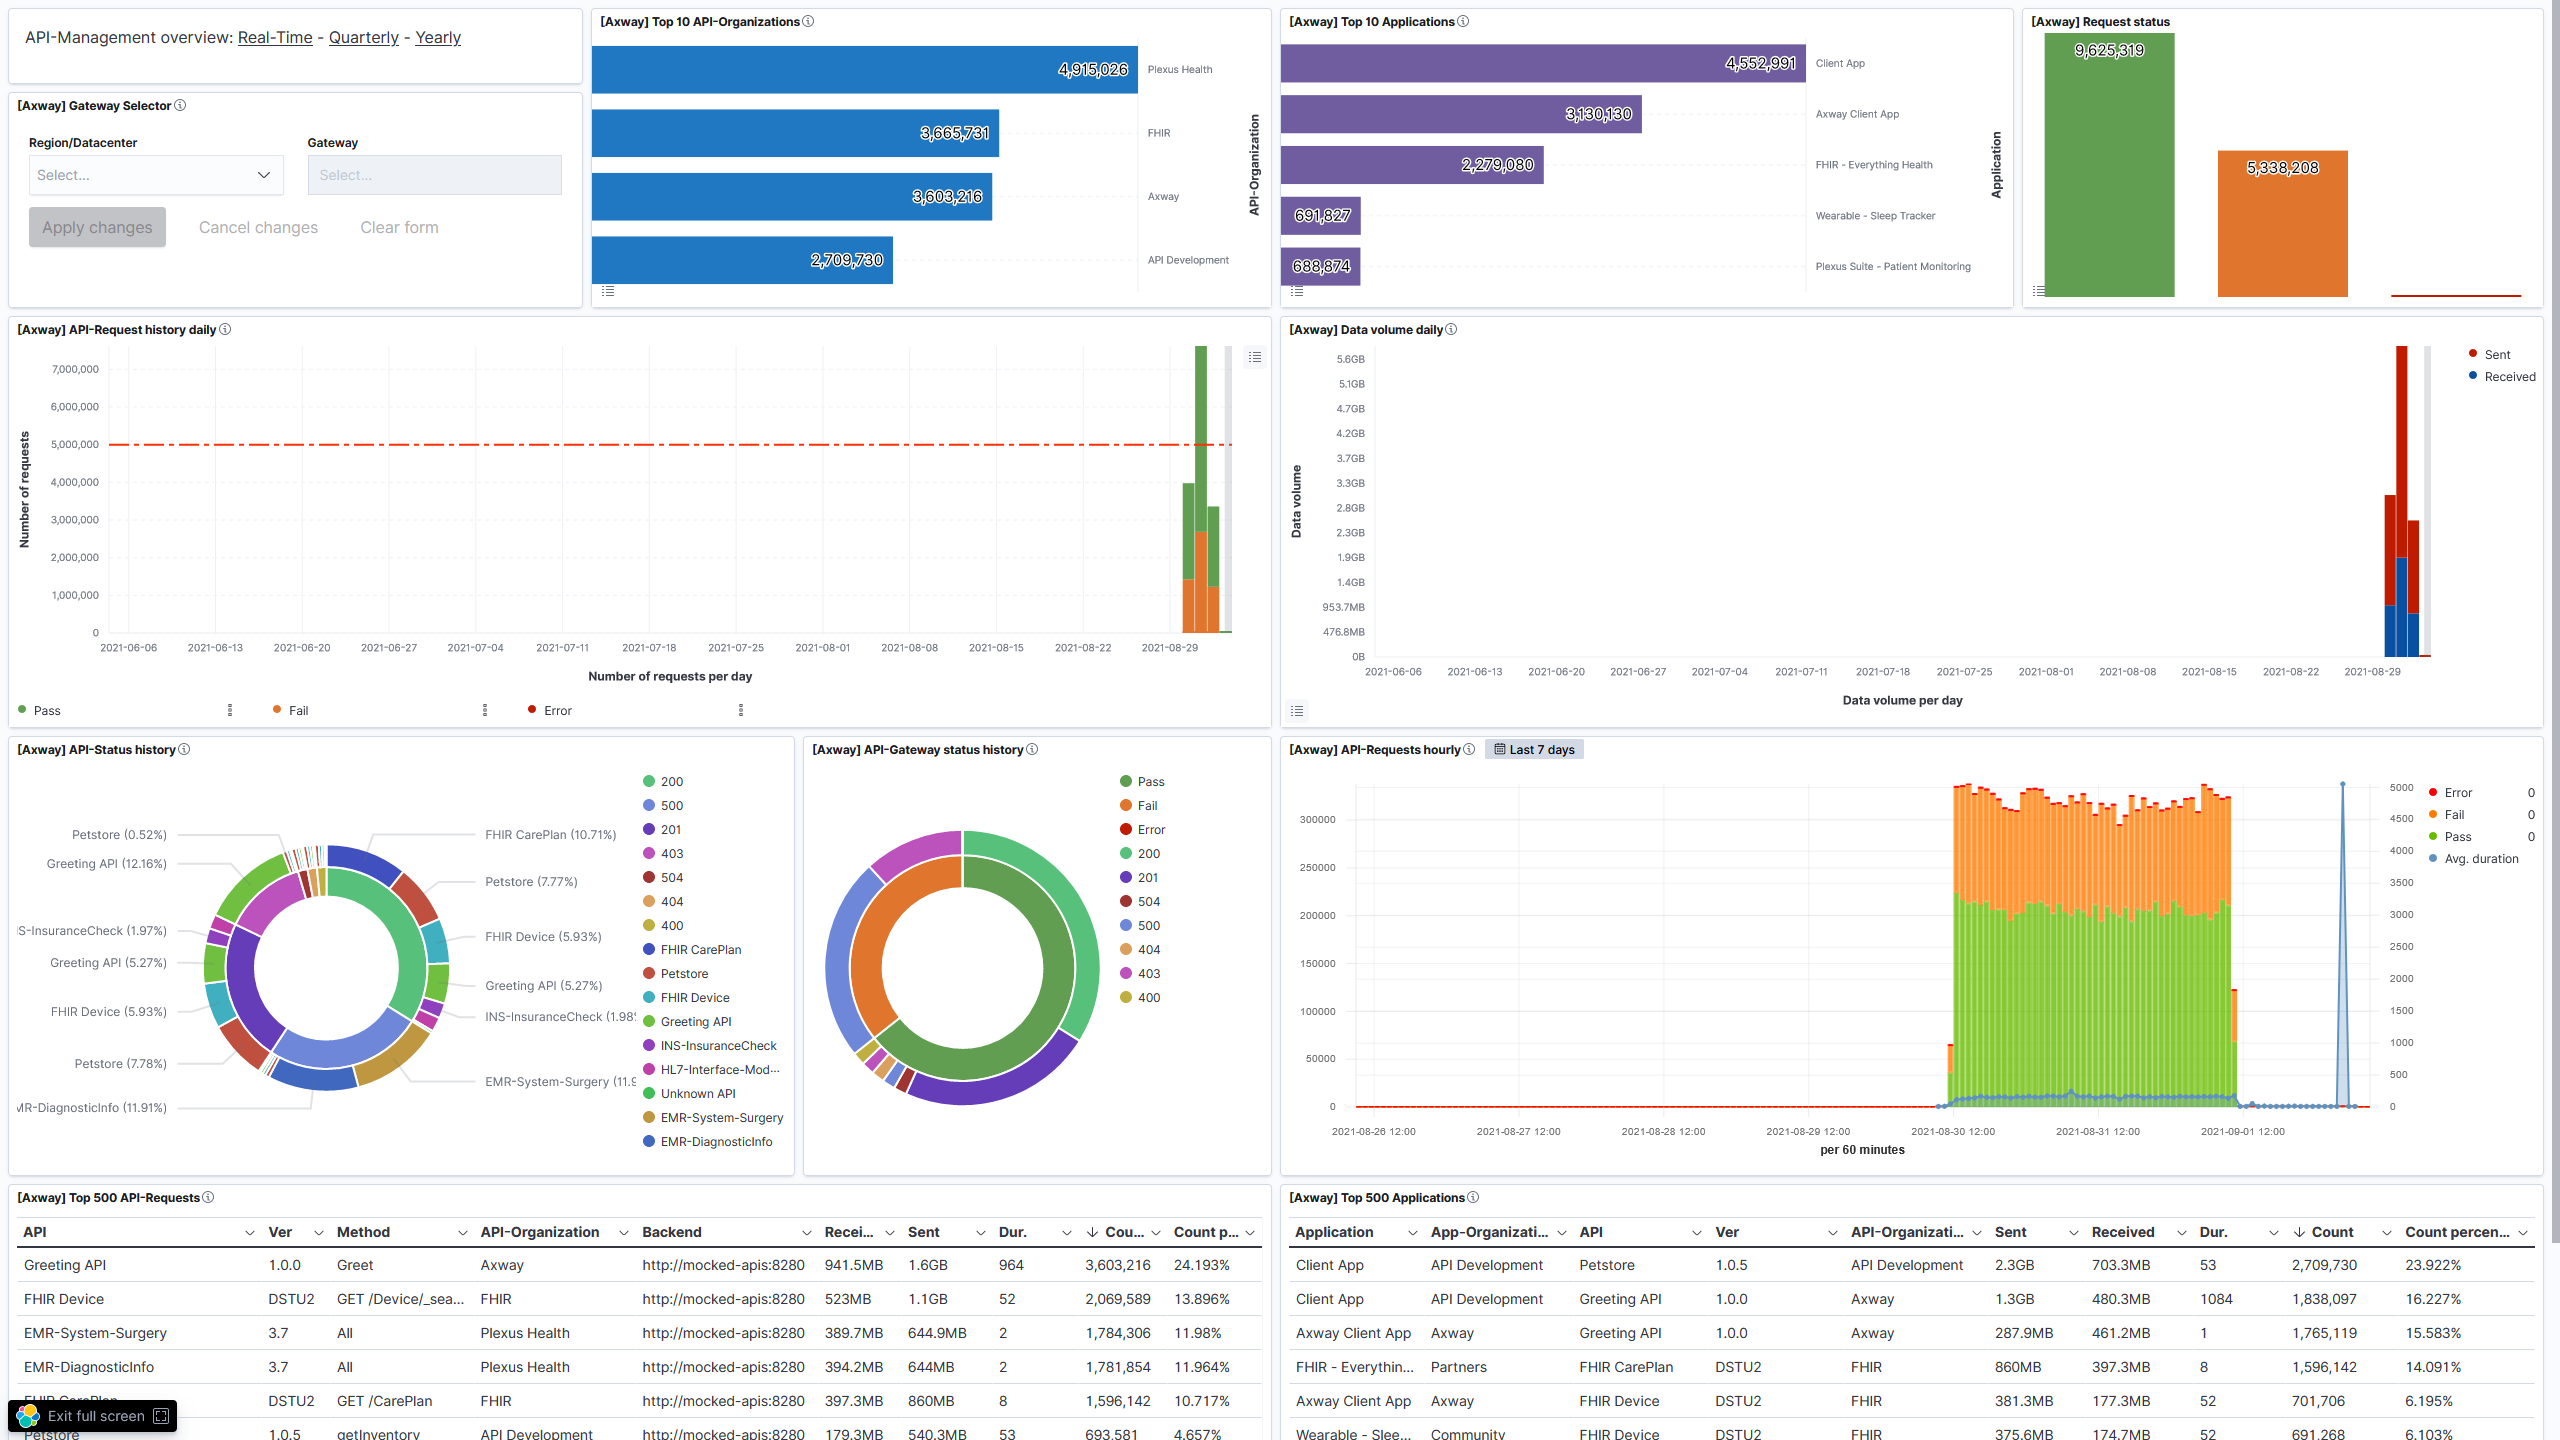 API-Management overview: Real-Time - Quarterly - Yearly
[Axway] Gateway Selector
Region/Datacenter
Gateway
Select...
Select...
Apply changes
Cancel changes
Clear form
[Axway] Top 10 API-Organizations
4,915,026
Plexus Health
3,665,731
FHIR
3,603,216
Axway
2,709,730
API Development
API-Organization
[Axway] Top 10 Applications
4,552,991
Client App
3,130,130
Axway Client App
2,279,080
FHIR - Everything Health
691,827
Wearable - Sleep Tracker
688,874
Plexus Suite - Patient Monitoring
Application
[Axway] Request status
9,625,319
5,338,208
[Axway] API-Request history daily
Number of requests
7,000,000
6,000,000
5,000,000
4,000,000
3,000,000
2,000,000
1,000,000
0
2021-06-06 2021-06-13 2021-06-20 2021-06-27 2021-07-04 2021-07-11 2021-07-18 2021-07-25 2021-08-01 2021-08-08 2021-08-15 2021-08-22 2021-08-29
Number of requests per day
Pass
Fail
Error
[Axway] Data volume daily
Data volume
5.6GB
5.1GB
4.7GB
4.2GB
3.7GB
3.3GB
2.8GB
2.3GB
1.9GB
1.4GB
953.7MB
476.8MB
0B
2021-06-06 2021-06-13 2021-06-20 2021-06-27 2021-07-04 2021-07-11 2021-07-18 2021-07-25 2021-08-01 2021-08-08 2021-08-15 2021-08-22 2021-08-29
Data volume per day
Sent
Received
[Axway] API-Status history
Petstore (0.52%)
Greeting API (12.16%)
S-InsuranceCheck (1.97%)
Greeting API (5.27%)
FHIR Device (5.93%)
Petstore (7.78%)
MR-DiagnosticInfo (11.91%)
FHIR CarePlan (10.71%)
Petstore (7.77%)
FHIR Device (5.93%)
Greeting API (5.27%)
INS-InsuranceCheck (1.98%
EMR-System-Surgery (11.9
200
500
201
403
504
404
400
FHIR CarePlan
Petstore
FHIR Device
Greeting API
INS-InsuranceCheck
HL7-Interface-Mod...
Unknown API
EMR-System-Surgery
EMR-DiagnosticInfo
[Axway] API-Gateway status history
Pass
Fail
Error
200
201
504
500
404
403
400
[Axway] API-Requests hourly
Last 7 days
300000
250000
200000
150000
100000
50000
0
5000
4500
4000
3500
3000
2500
2000
1500
1000
500
0
2021-08-26 12:00 2021-08-27 12:00 2021-08-28 12:00 2021-08-29 12:00 2021-08-30 12:00 2021-08-31 12:00 2021-09-01 12:00
per 60 minutes
Error 0
Fail 0
Pass 0
Avg. duration
[Axway] Top 500 API-Requests
API Ver Method API-Organization Backend Recei... Sent Dur. Cou... Count p...
Greeting API 1.0.0 Greet Axway http://mocked-apis:8280 941.5MB 1.6GB 964 3,603,216 24.193%
FHIR Device DSTU2 GET /Device/_sea... FHIR http://mocked-apis:8280 523MB 1.1GB 52 2,069,589 13.896%
EMR-System-Surgery 3.7 All Plexus Health http://mocked-apis:8280 389.7MB 644.9MB 2 1,784,306 11.98%
EMR-DiagnosticInfo 3.7 All Plexus Health http://mocked-apis:8280 394.2MB 644MB 2 1,781,854 11.964%
FHIR CarePlan DSTU2 GET /CarePlan FHIR http://mocked-apis:8280 397.3MB 860MB 8 1,596,142 10.717%
Petstore 1.0.5 getInventory API Development http://mocked-apis:8280 179.3MB 540.3MB 53 693,581 4.657%
Exit full screen
[Axway] Top 500 Applications
Application App-Organizati... API Ver API-Organizati... Sent Received Dur. Count Count percen...
Client App API Development Petstore 1.0.5 API Development 2.3GB 703.3MB 53 2,709,730 23.922%
Client App API Development Greeting API 1.0.0 Axway 1.3GB 480.3MB 1084 1,838,097 16.227%
Axway Client App Axway Greeting API 1.0.0 Axway 287.9MB 461.2MB 1 1,765,119 15.583%
FHIR - Everythin... Partners FHIR CarePlan DSTU2 FHIR 860MB 397.3MB 8 1,596,142 14.091%
Axway Client App Axway FHIR Device DSTU2 FHIR 381.3MB 177.3MB 52 701,706 6.195%
Wearable - Slee... Community FHIR Device DSTU2 FHIR 375.6MB 174.7MB 52 691,268 6.103%